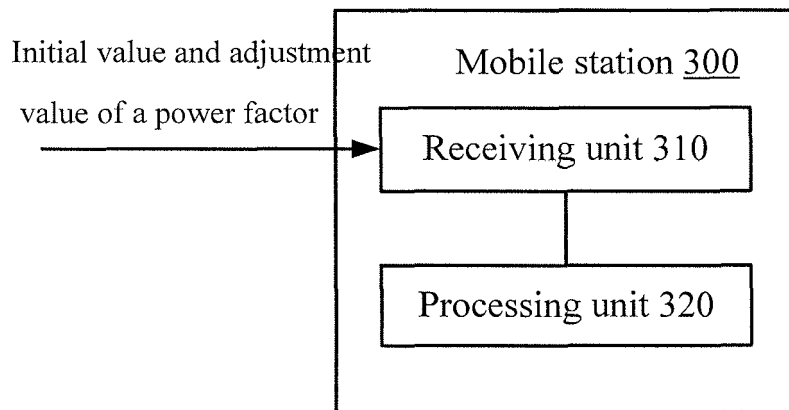 Initial value and adjustment
value of a power factor
Mobile station 300
Receiving unit 310
Processing unit 320